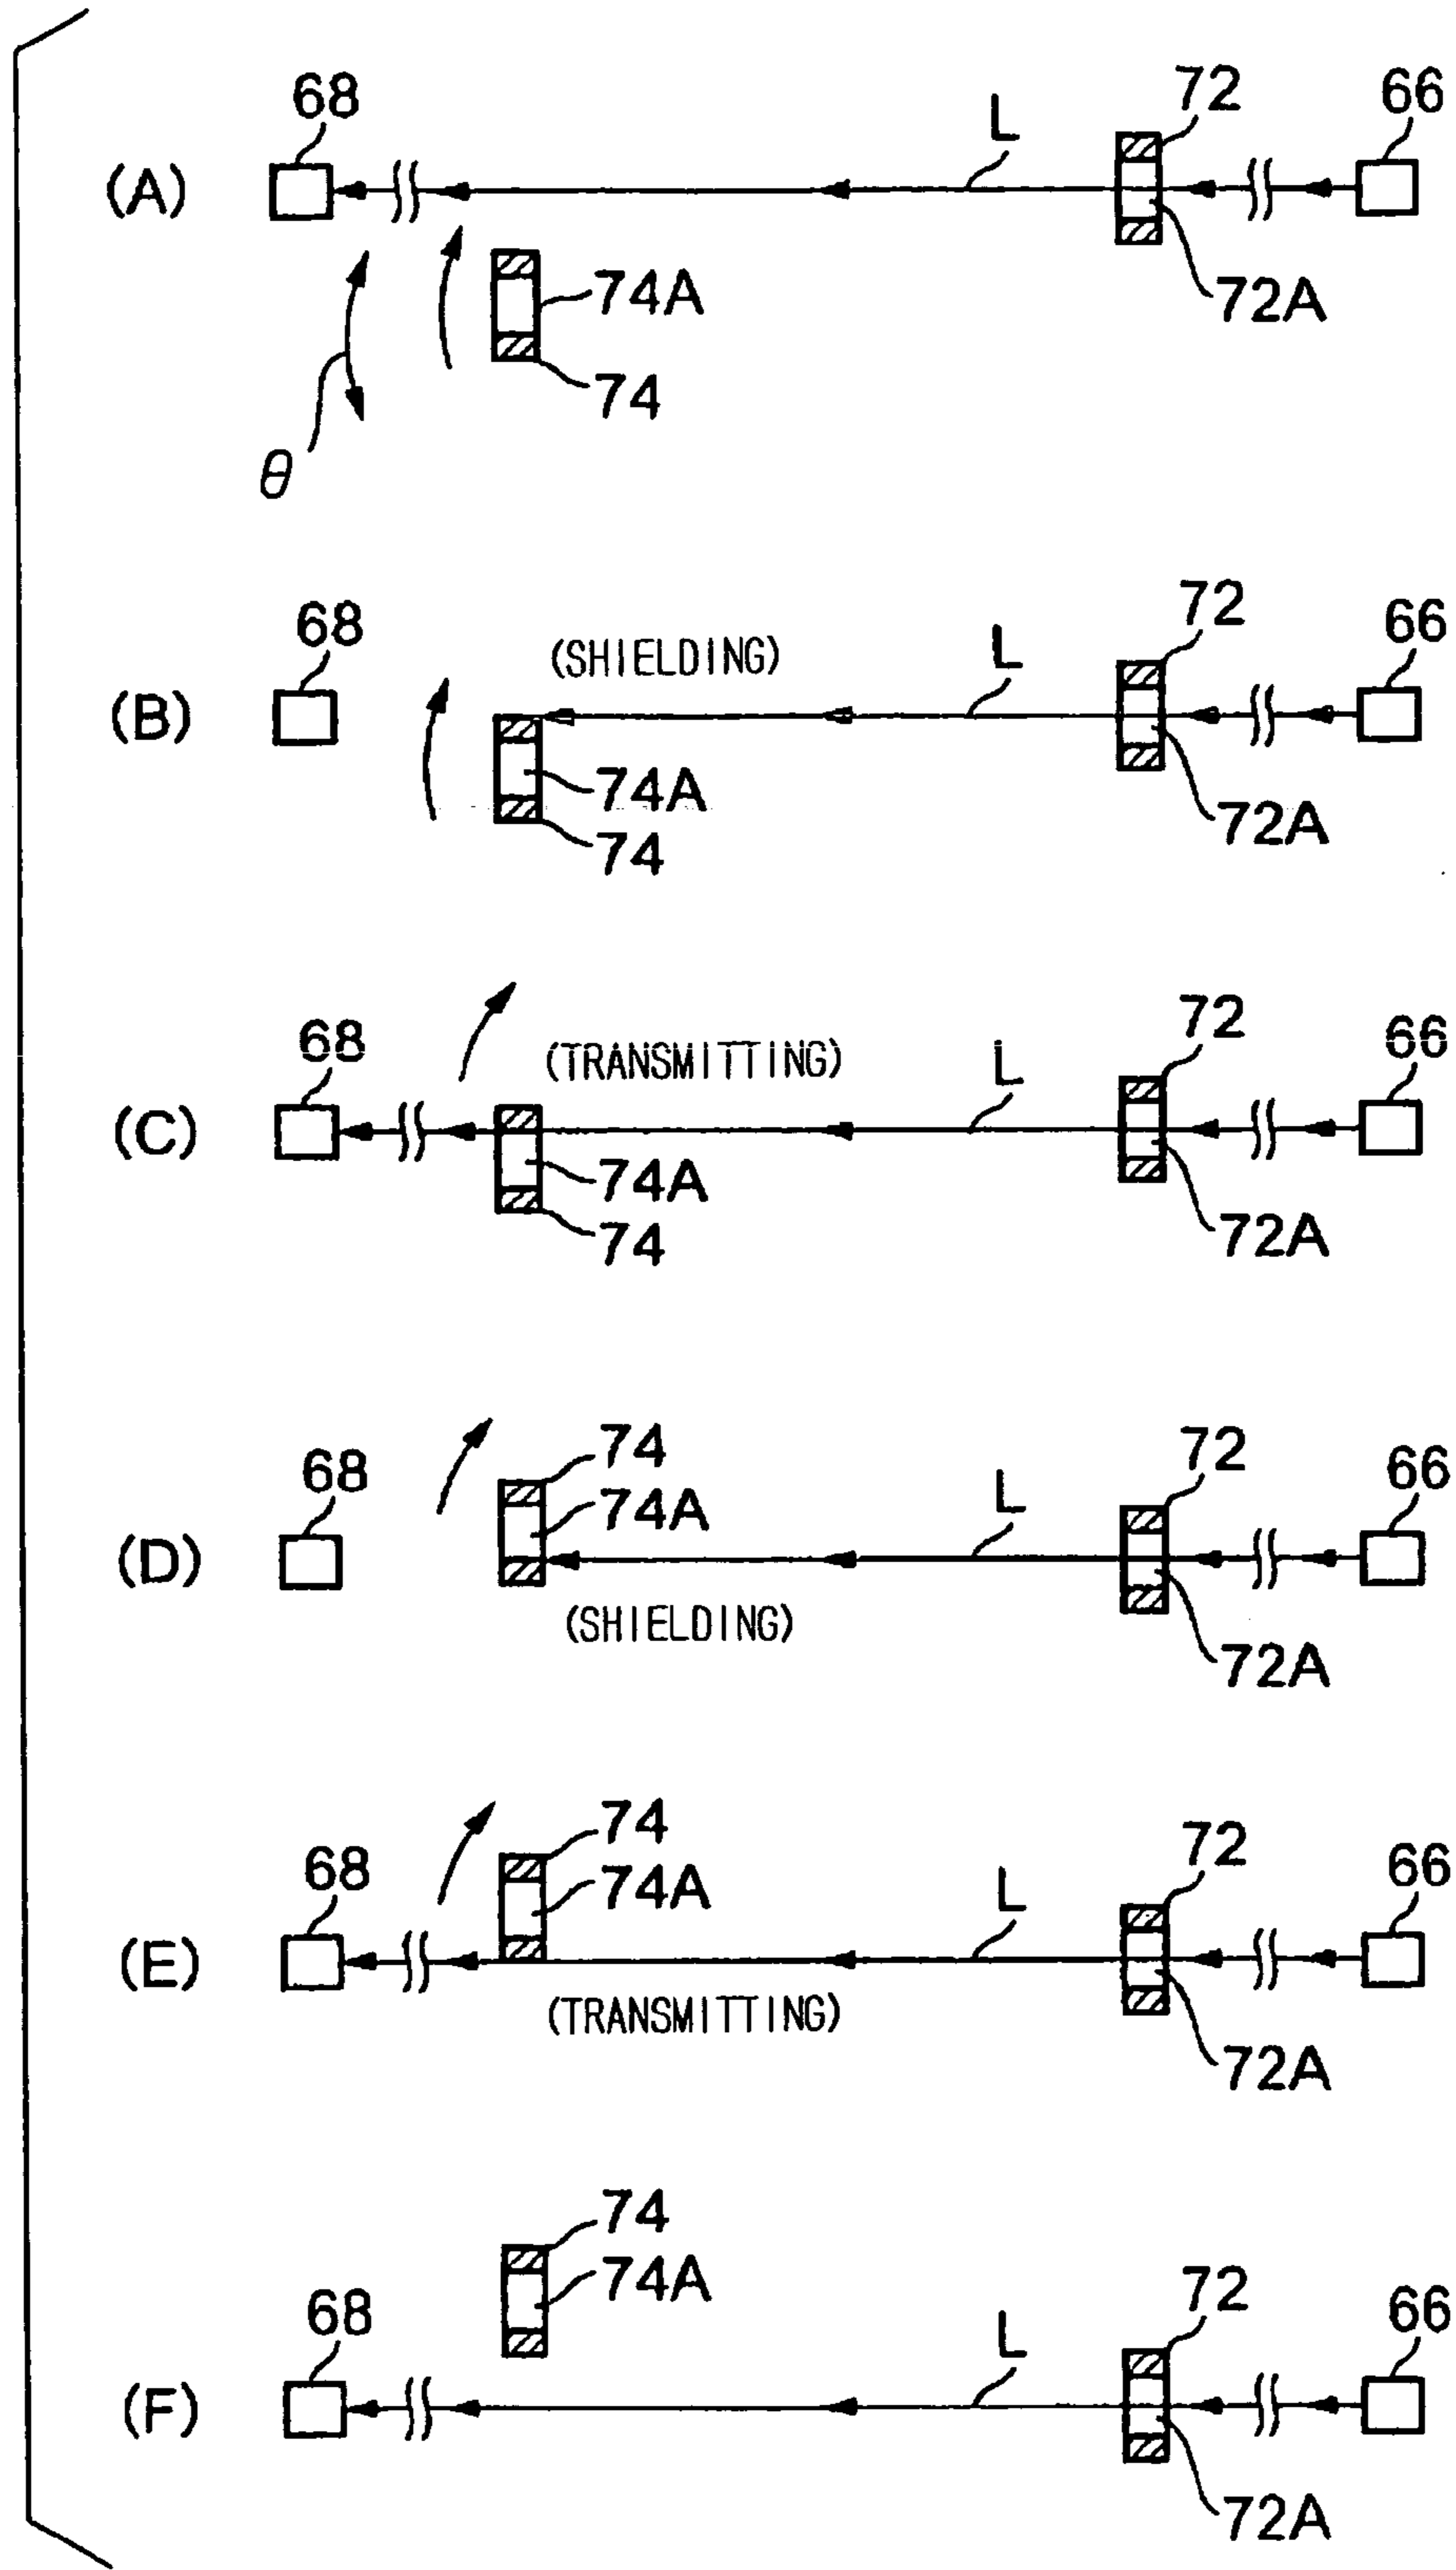 68 L 72 66
(A)
74A 72A
74
θ
68 (SHIELDING) L 72 66
(B)
74A 72A
74
68 (TRANSMITTING) L 72 66
(C)
74A 72A
74
68 74 L 72 66
74A
(D)
(SHIELDING) 72A
68 74 L 72 66
74A
(E)
(TRANSMITTING) 72A
74
74A
68 L 72 66
(F)
72A